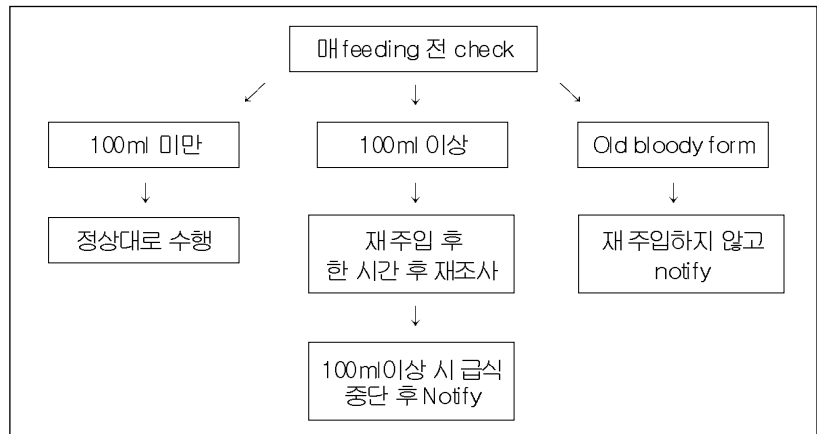 매 feeding 전 check
100ml 미만
100ml 이상
Old bloody form
정상대로 수행
재주입 후
한 시간 후 재조사
재주입하지 않고
notify
100ml이상 시 급식
중단 후 Notify